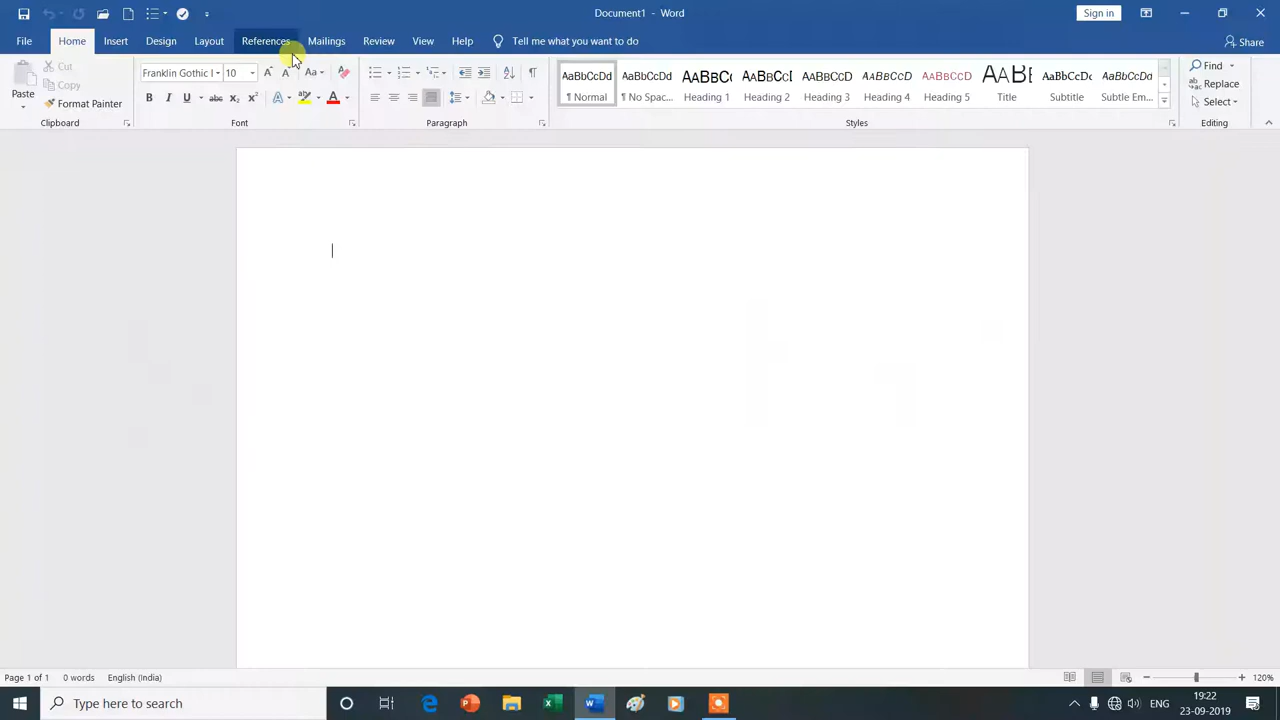 Document1 - Word
Sign in
File Home Insert Design Layout References Mailings Review View Help Tell me what you want to do Share
Paste Cut Copy Format Painter
Franklin Gothic I 10
AaBbCcDd ¶ Normal
AaBbCcDd ¶ No Spac...
AaBbCc Heading 1
AaBbCcI Heading 2
AaBbCcD Heading 3
AaBbCcD Heading 4
AaBbCcD Heading 5
AaB Title
AaBbCcDc Subtitle
AaBbCcDd Subtle Em...
Find Replace Select
Clipboard Font Paragraph Styles Editing
Page 1 of 1 0 words English (India) 120%
Type here to search
ENG 19:22
23-09-2019